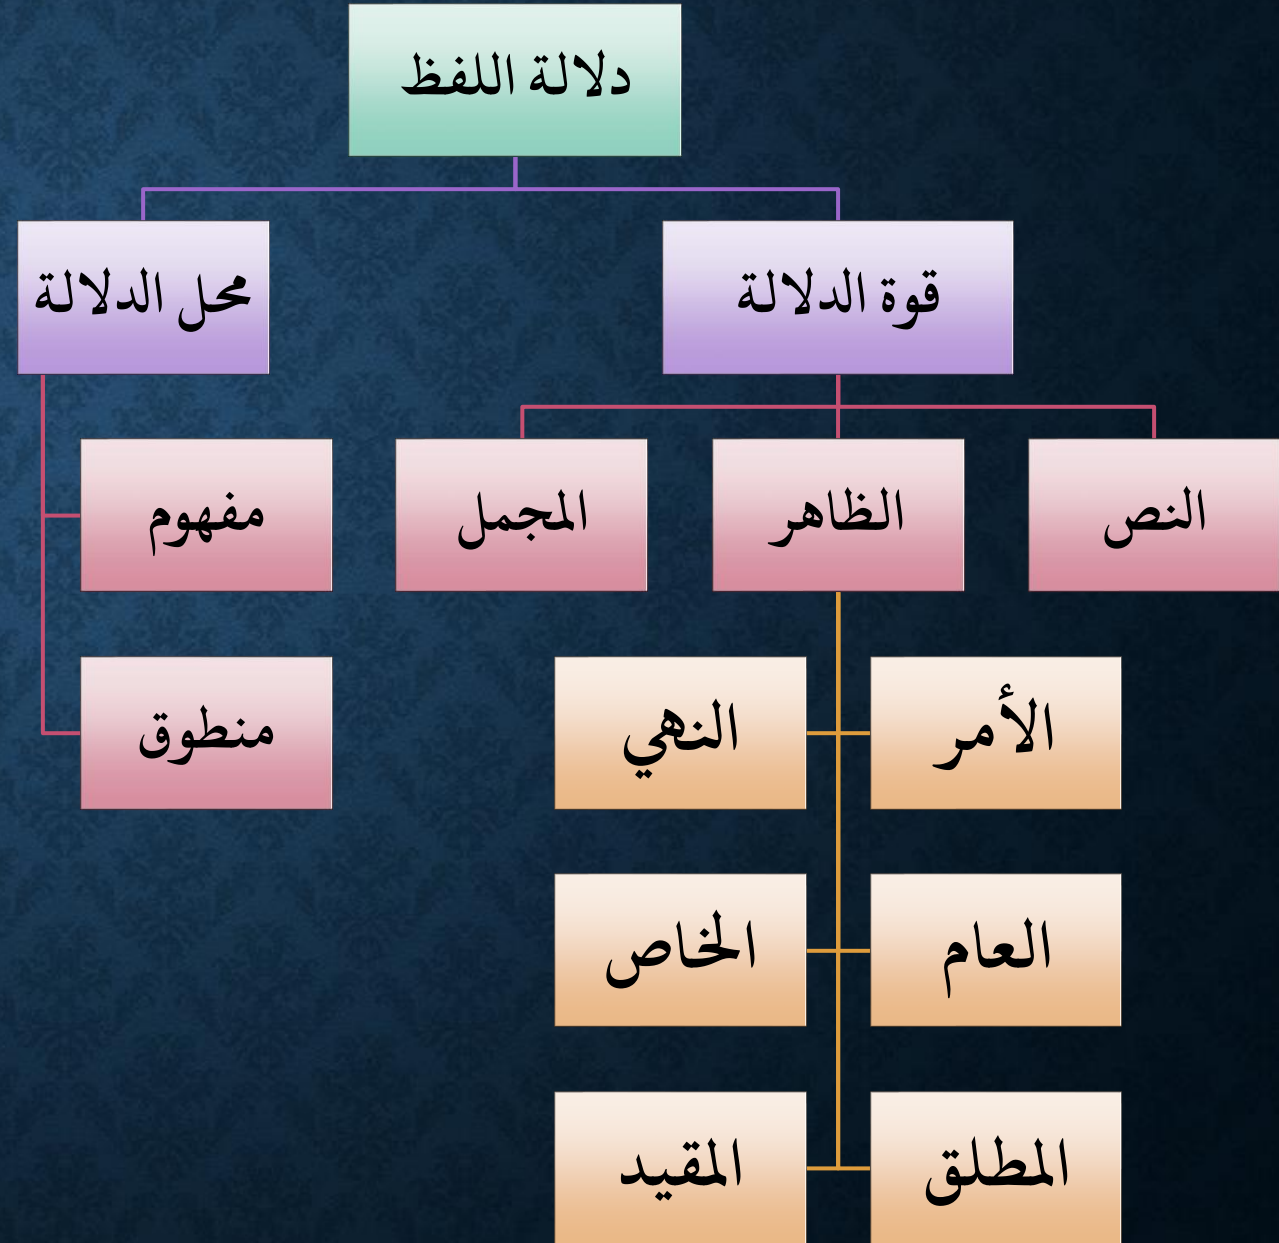 دلالة اللفظ
قوة الدلالة
محل الدلالة
النص
الظاهر
المجمل
مفهوم
الأمر
النهي
منطوق
العام
الخاص
المطلق
المقيد